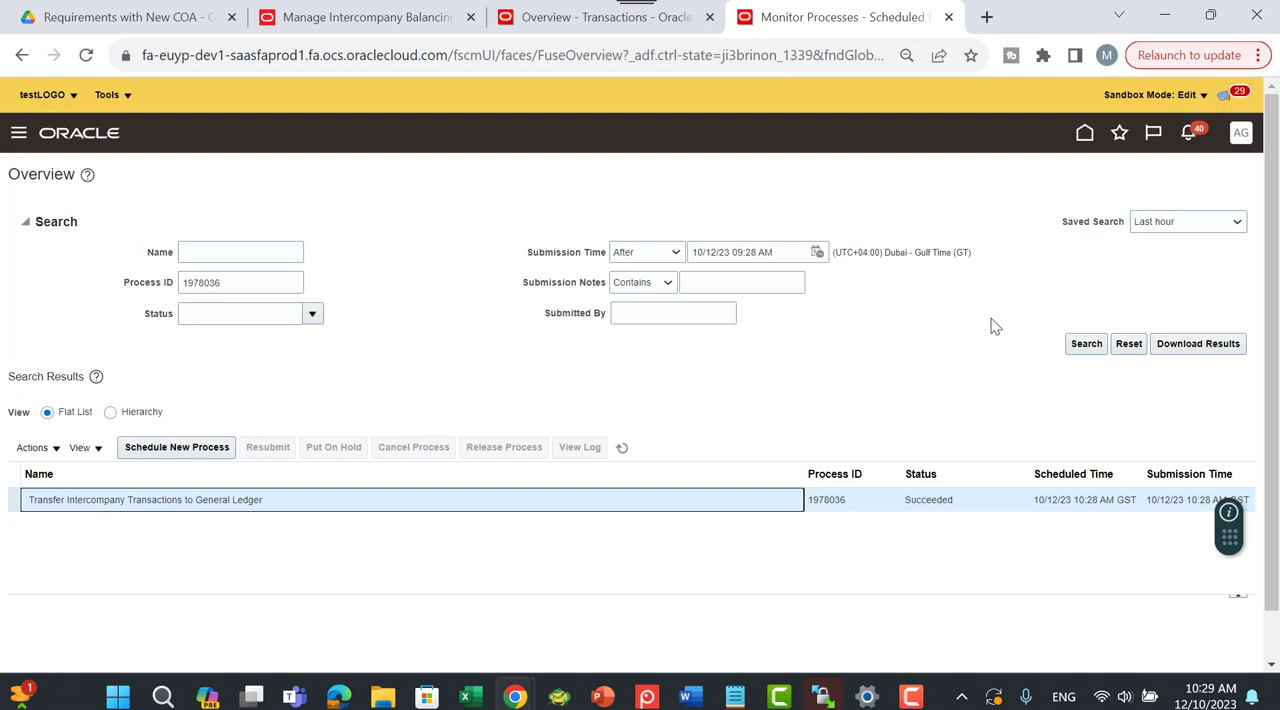 Requirements with New COA - G
Manage Intercompany Balancing
Overview - Transactions - Oracle
Monitor Processes - Scheduled
fa-euyp-dev1-saasfaprod1.fa.ocs.oraclecloud.com/fscmUI/faces/FuseOverview?_adf.ctrl-state=ji3brinon_1339&fndGlob...
M
Relaunch to update
testLOGO
Tools
Sandbox Mode: Edit
29
ORACLE
40
AG
Overview
Search
Saved Search
Last hour
Name
Submission Time
After
10/12/23 09:28 AM
(UTC+04:00) Dubai - Gulf Time (GT)
Process ID
1978036
Submission Notes
Contains
Status
Submitted By
Search
Reset
Download Results
Search Results
View
Flat List
Hierarchy
Actions
View
Schedule New Process
Resubmit
Put On Hold
Cancel Process
Release Process
View Log
Name
Process ID
Status
Scheduled Time
Submission Time
Transfer Intercompany Transactions to General Ledger
1978036
Succeeded
10/12/23 10:28 AM GST
10/12/23 10:28 AM GST
1
PRE
ENG
10:29 AM
12/10/2023